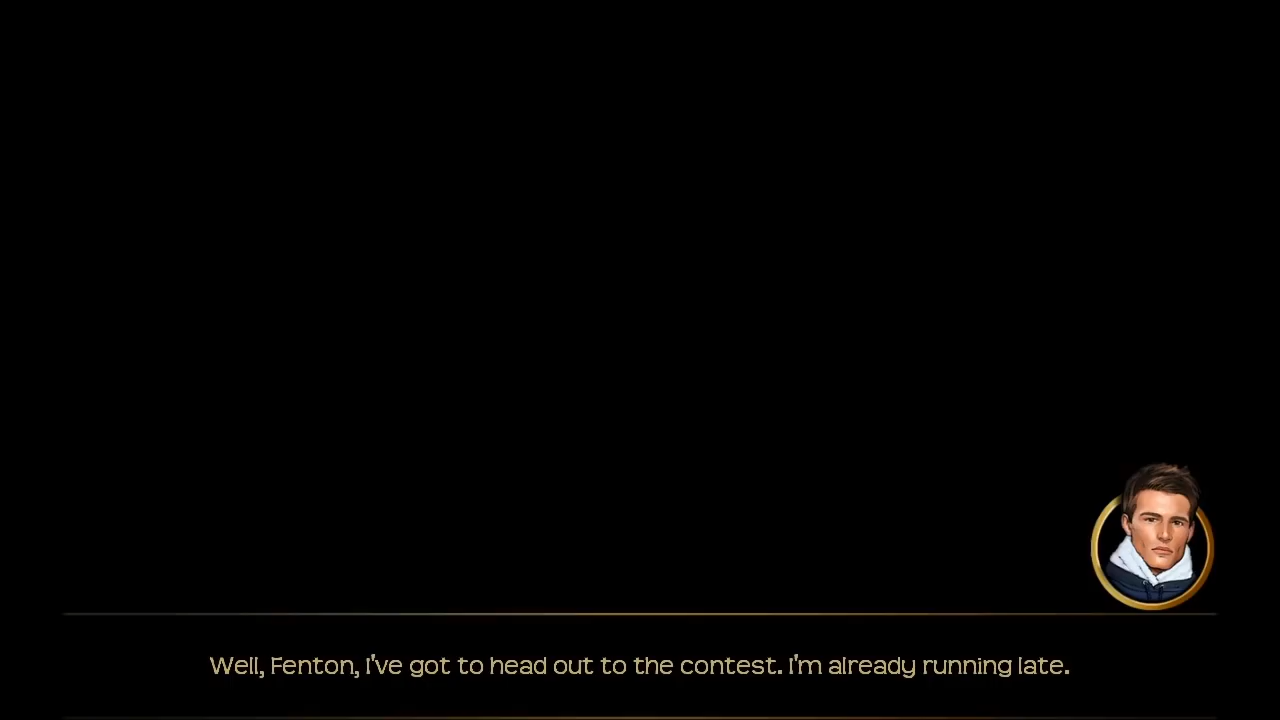 Well, Fenton, I've got to head out to the contest. I'm already running late.